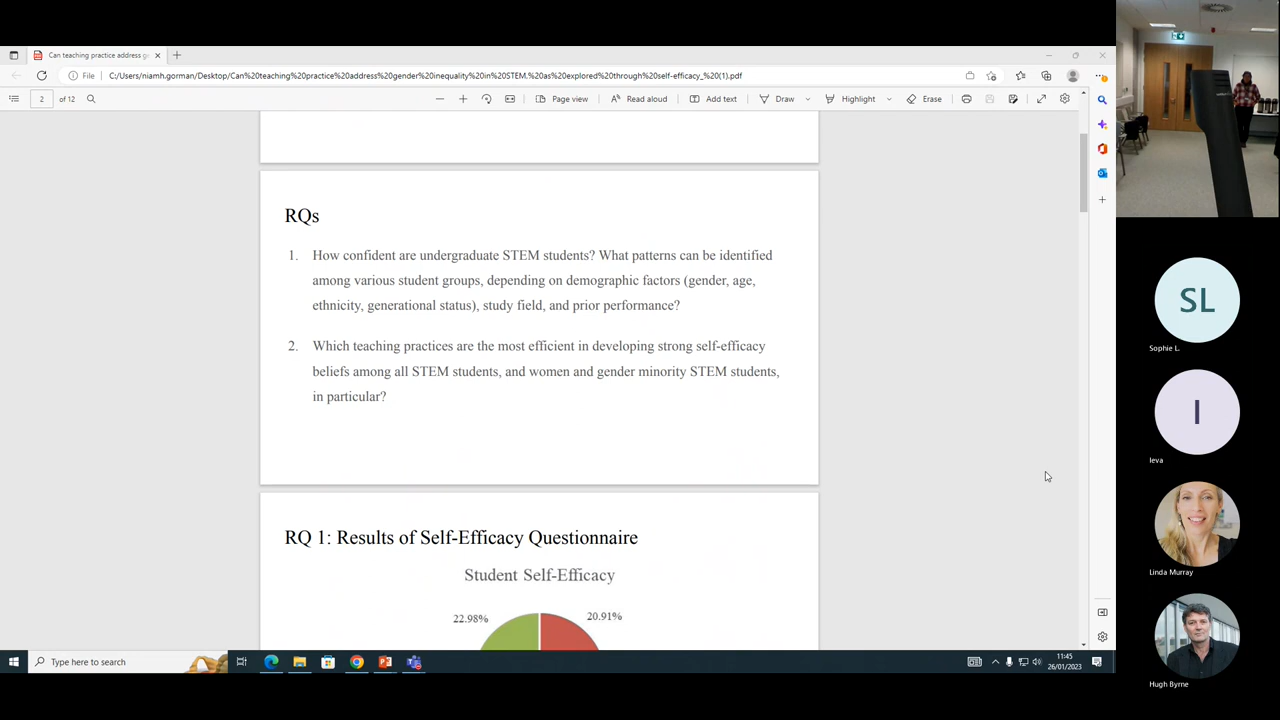 Can teaching practice address g
File
C:/Users/niamh.gorman/Desktop/Can%20teaching%20practice%20address%20gender%20inequality%20in%20STEM,%20as%20explored%20through%20self-efficacy_%20(1).pdf
2 of 12
Page view
Read aloud
Add text
Draw
Highlight
Erase
RQs
1. How confident are undergraduate STEM students? What patterns can be identified
among various student groups, depending on demographic factors (gender, age,
ethnicity, generational status), study field, and prior performance?
2. Which teaching practices are the most efficient in developing strong self-efficacy
beliefs among all STEM students, and women and gender minority STEM students,
in particular?
RQ 1: Results of Self-Efficacy Questionnaire
Student Self-Efficacy
22.98%
20.91%
SL
Sophie L.
I
Ieva
Linda Murray
Hugh Byrne
Type here to search
11:45
26/01/2023